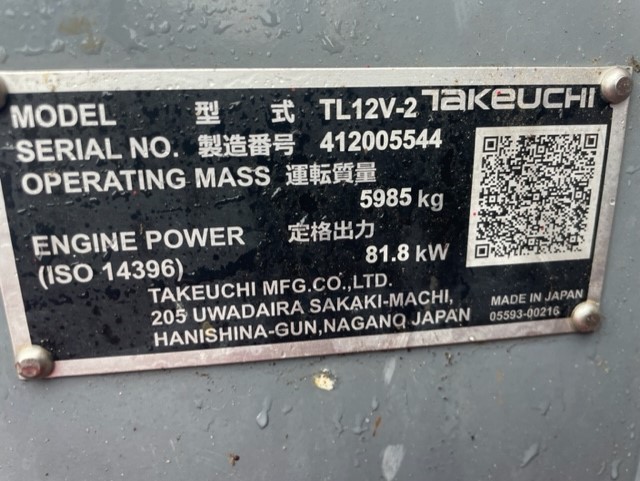 MODEL 型 式 TL12V-2 TAKEUCHI
SERIAL NO. 製造番号 412005544
OPERATING MASS 運転質量
5985 kg
ENGINE POWER 定格出力
(ISO 14396) 81.8 kW
TAKEUCHI MFG.CO.,LTD.
205 UWADAIRA SAKAKI-MACHI,
HANISHINA-GUN,NAGANO JAPAN
MADE IN JAPAN
05593-00216